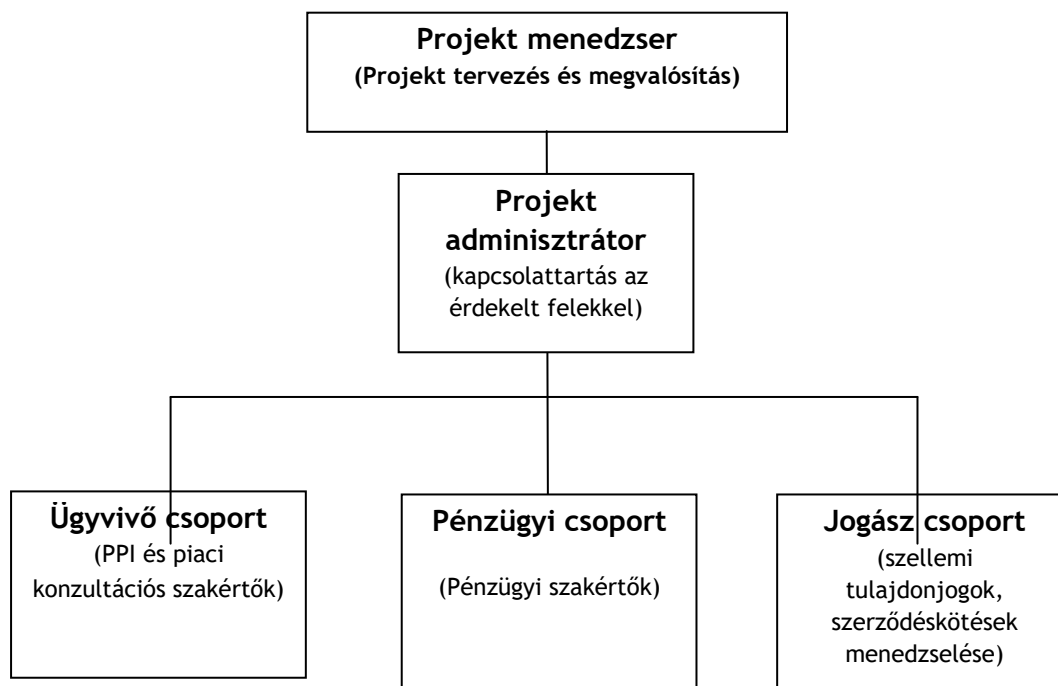 Projekt menedzser
(Projekt tervezés és megvalósítás)
Projekt
adminisztrátor
(kapcsolattartás az
érdekelt felekkel)
Ügyvivő csoport
(PPI és piaci
konzultációs szakértők)
Pénzügyi csoport
(Pénzügyi szakértők)
Jogász csoport
(szellemi
tulajdonjogok,
szerződéskötések
menedzselése)